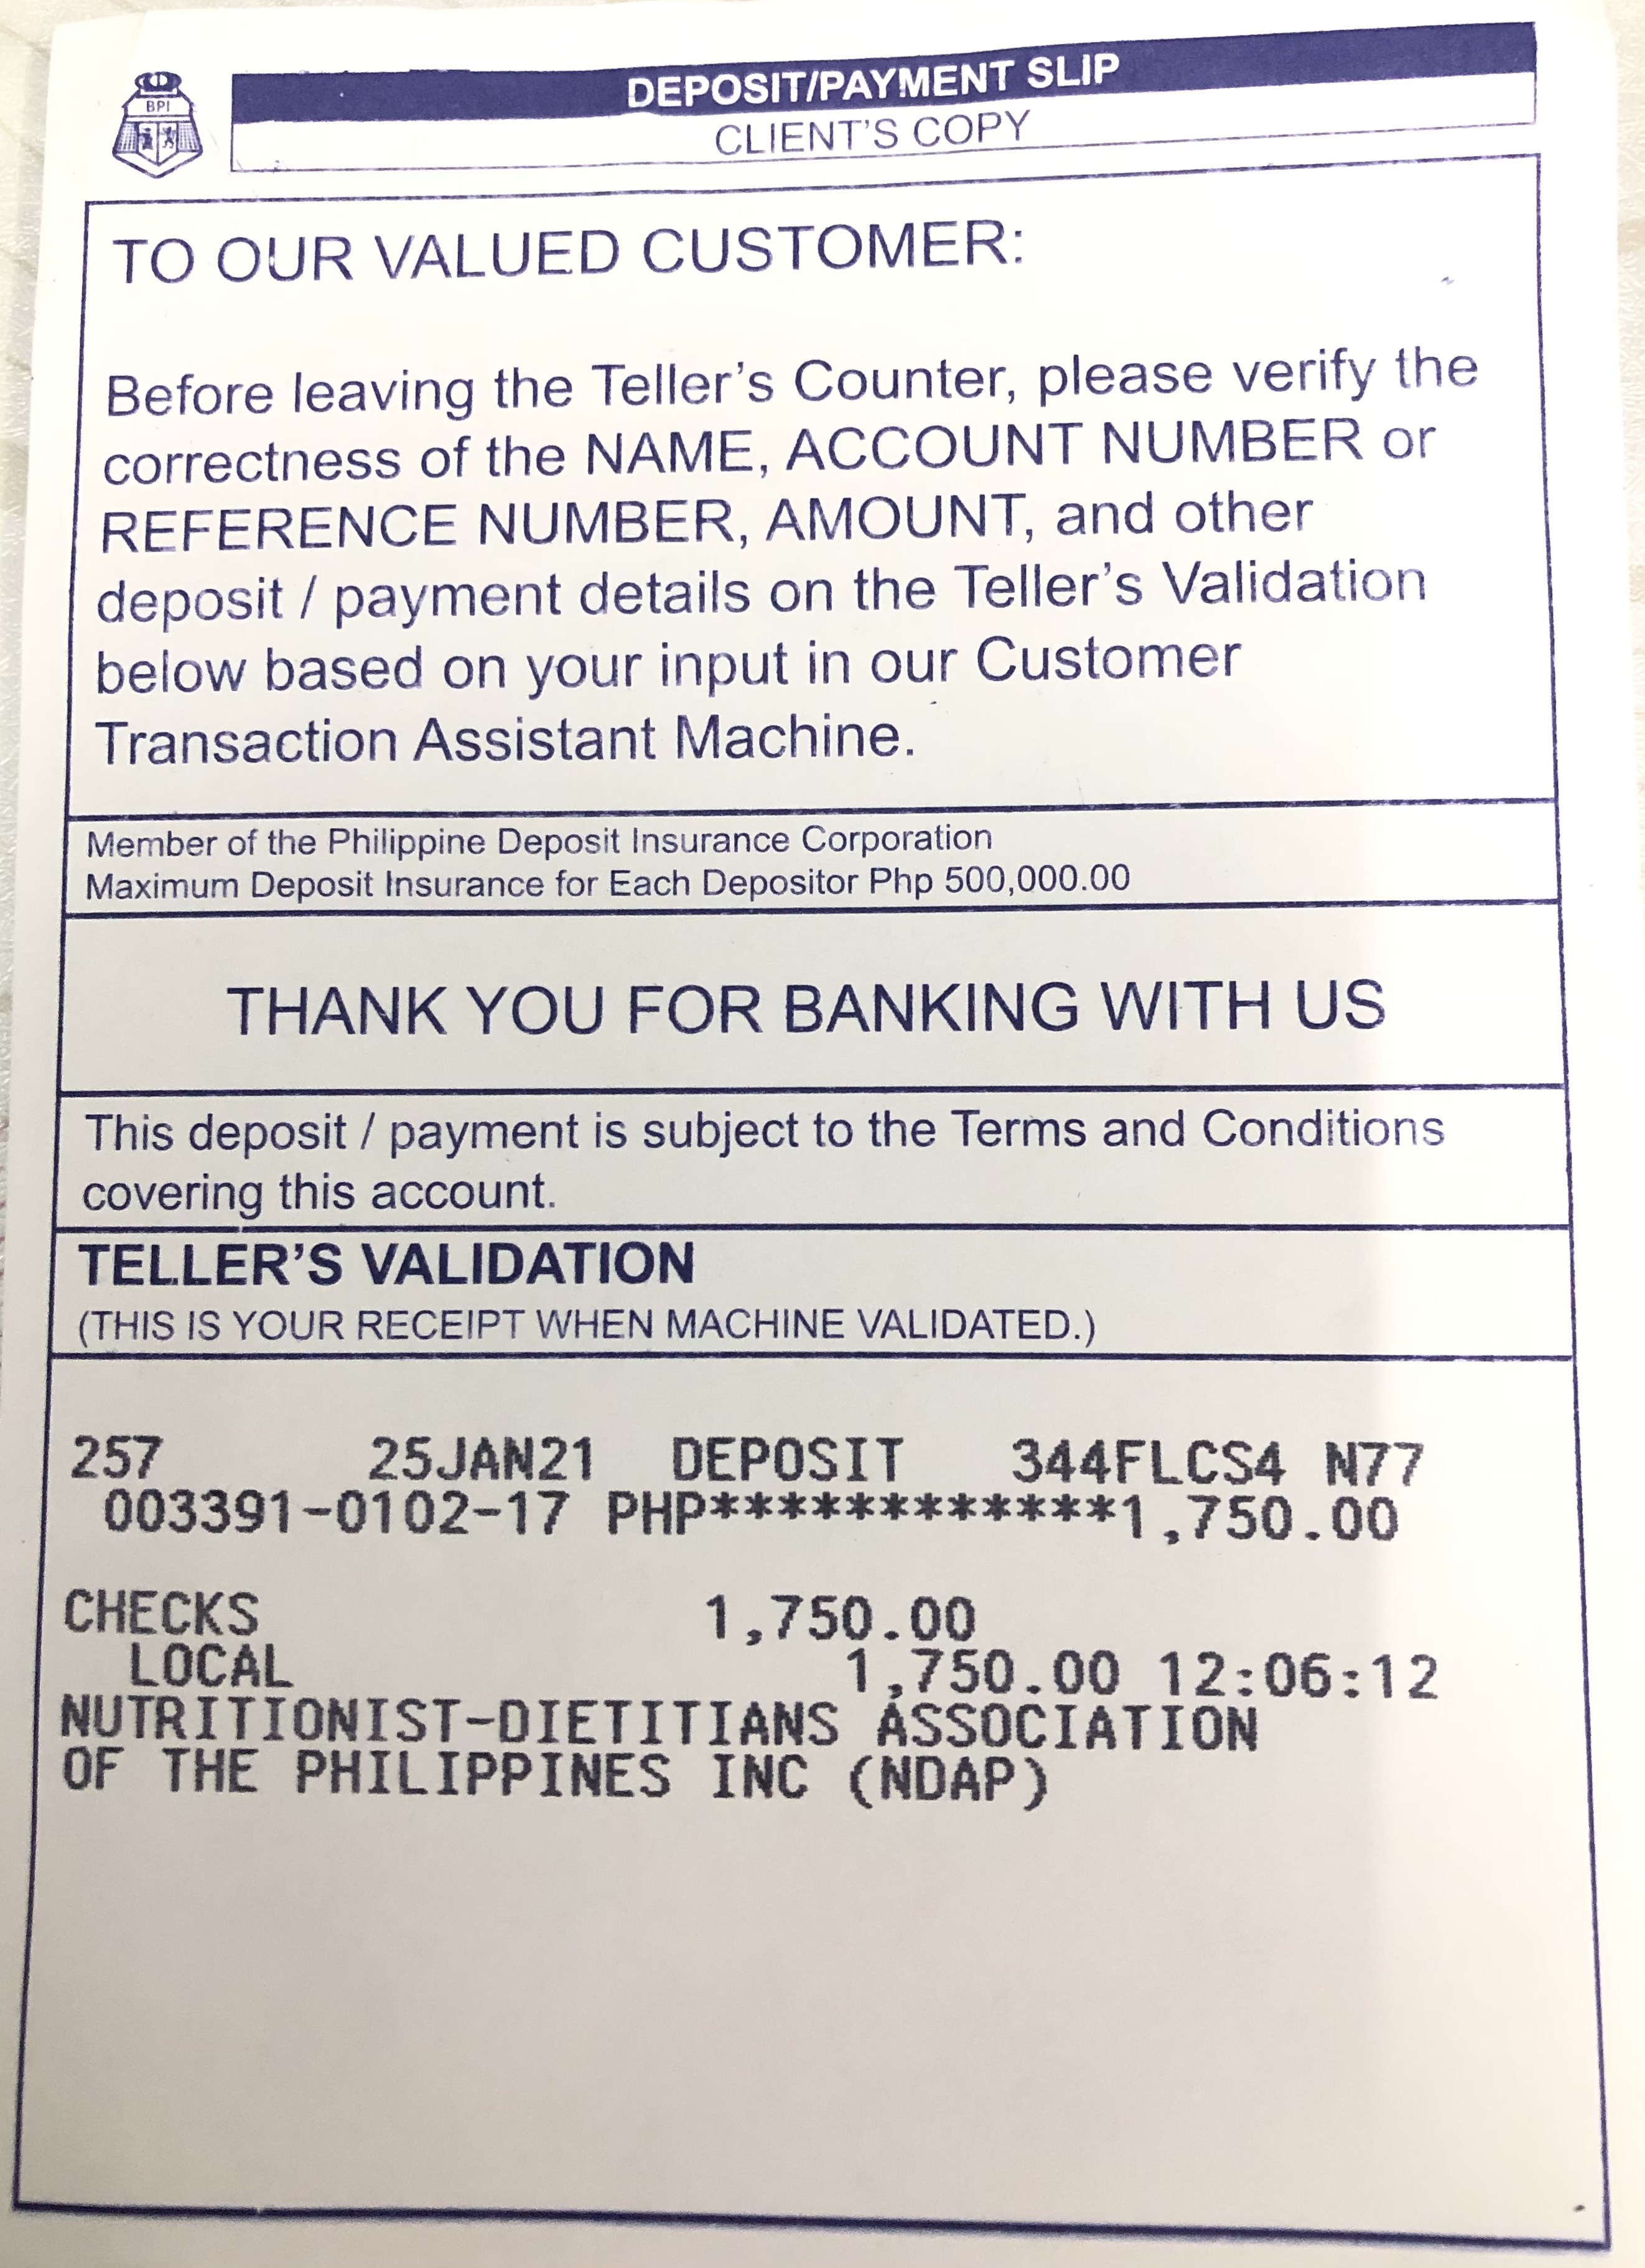 BPI
DEPOSIT/PAYMENT SLIP
CLIENT'S COPY
TO OUR VALUED CUSTOMER:
Before leaving the Teller's Counter, please verify the
correctness of the NAME, ACCOUNT NUMBER or
REFERENCE NUMBER, AMOUNT, and other
deposit / payment details on the Teller's Validation
below based on your input in our Customer
Transaction Assistant Machine.
Member of the Philippine Deposit Insurance Corporation
Maximum Deposit Insurance for Each Depositor Php 500,000.00
THANK YOU FOR BANKING WITH US
This deposit / payment is subject to the Terms and Conditions
covering this account.
TELLER'S VALIDATION
(THIS IS YOUR RECEIPT WHEN MACHINE VALIDATED.)
257 25JAN21 DEPOSIT 344FLCS4 N77
003391-0102-17 PHP************1,750.00
CHECKS 1,750.00
LOCAL 1,750.00 12:06:12
NUTRITIONIST-DIETITIANS ASSOCIATION
OF THE PHILIPPINES INC (NDAP)